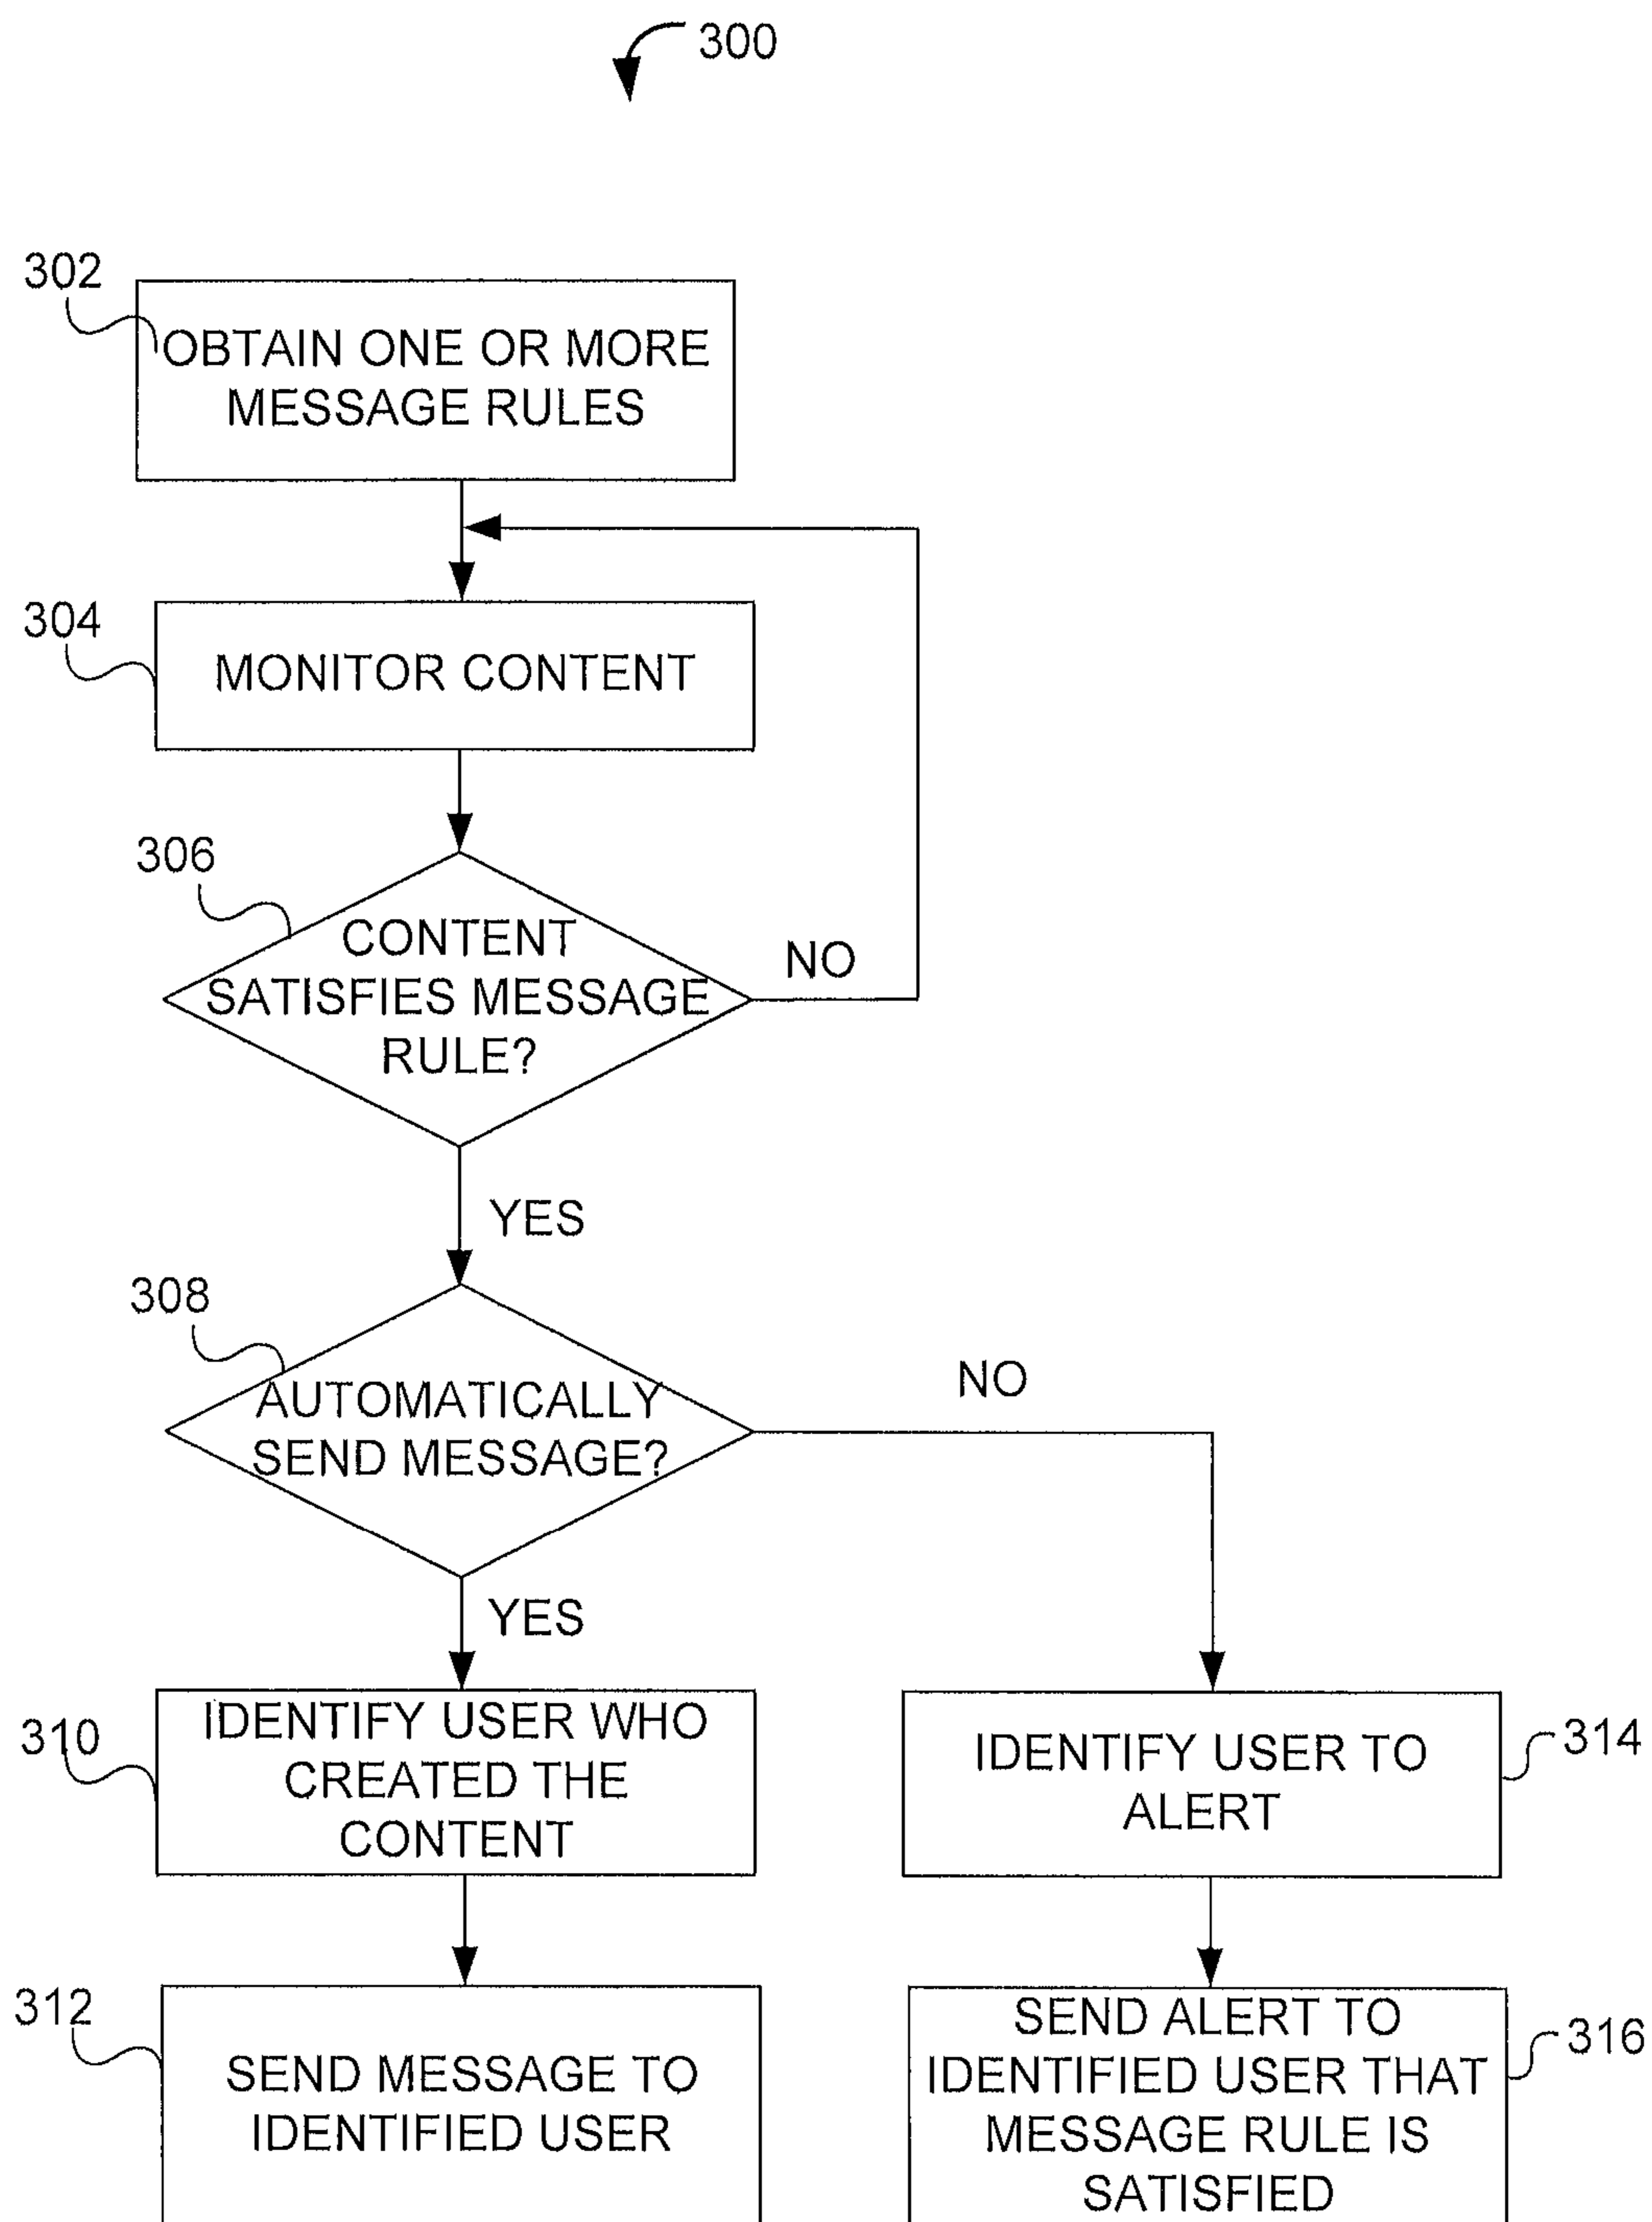 300
302
OBTAIN ONE OR MORE
MESSAGE RULES
304
MONITOR CONTENT
306
CONTENT
SATISFIES MESSAGE
RULE?
NO
YES
308
AUTOMATICALLY
SEND MESSAGE?
NO
YES
310
IDENTIFY USER WHO
CREATED THE
CONTENT
IDENTIFY USER TO
ALERT
314
312
SEND MESSAGE TO
IDENTIFIED USER
SEND ALERT TO
IDENTIFIED USER THAT
MESSAGE RULE IS
SATISFIED
316